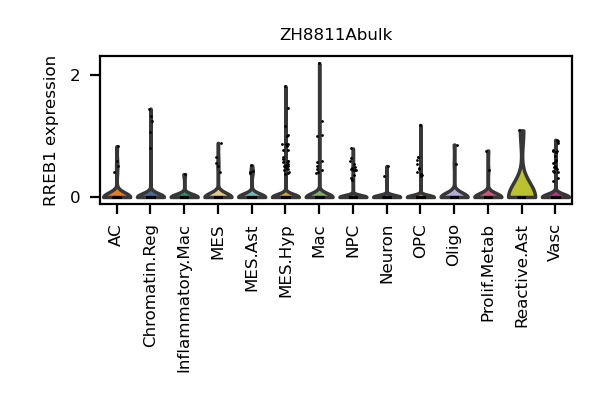 ZH8811Abulk
RREB1 expression
2
0
AC
Chromatin.Reg
Inflammatory.Mac
MES
MES.Ast
MES.Hyp
Mac
NPC
Neuron
OPC
Oligo
Prolif.Metab
Reactive.Ast
Vasc